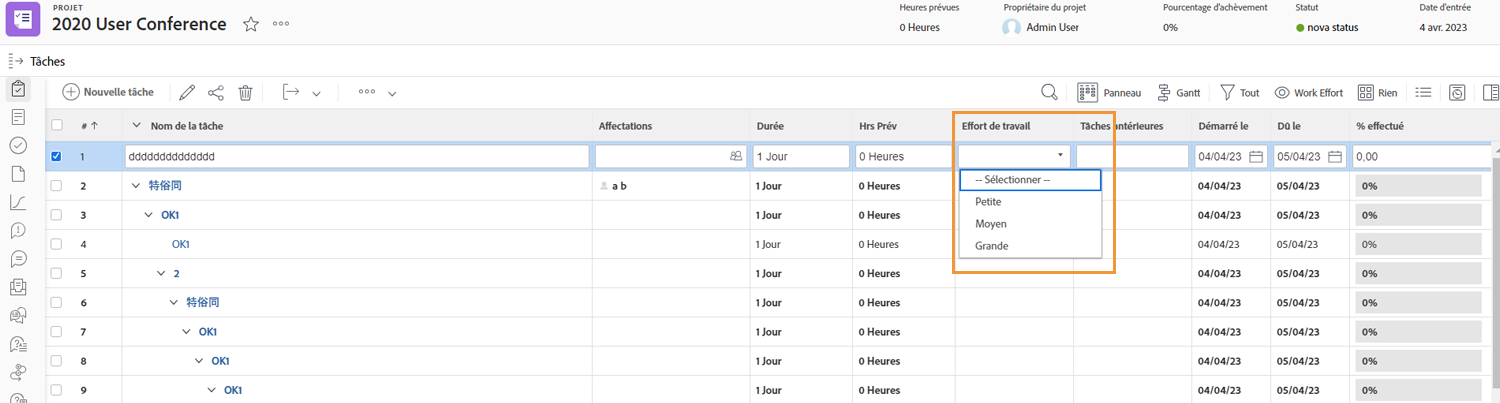 PROJET
2020 User Conference
Heures prévues
0 Heures
Propriétaire du projet
Admin User
Pourcentage d'achèvement
0%
Statut
nova status
Date d'entrée
4 avr. 2023
Tâches
Nouvelle tâche
Panneau
Gantt
Tout
Work Effort
Rien
# Nom de la tâche Affectations Durée Hrs Prév Effort de travail Tâches antérieures Démarré le Dû le % effectué
1 dddddddddddddd 1 Jour 0 Heures 04/04/23 05/04/23 0,00
-- Sélectionner --
Petite
Moyen
Grande
2 特俗同 a b 1 Jour 0 Heures 04/04/23 05/04/23 0%
3 OK1 1 Jour 0 Heures 04/04/23 05/04/23 0%
4 OK1 1 Jour 0 Heures 04/04/23 05/04/23 0%
5 2 1 Jour 0 Heures 04/04/23 05/04/23 0%
6 特俗同 1 Jour 0 Heures 04/04/23 05/04/23 0%
7 OK1 1 Jour 0 Heures 04/04/23 05/04/23 0%
8 OK1 1 Jour 0 Heures 04/04/23 05/04/23 0%
9 OK1 1 Jour 0 Heures 04/04/23 05/04/23 0%